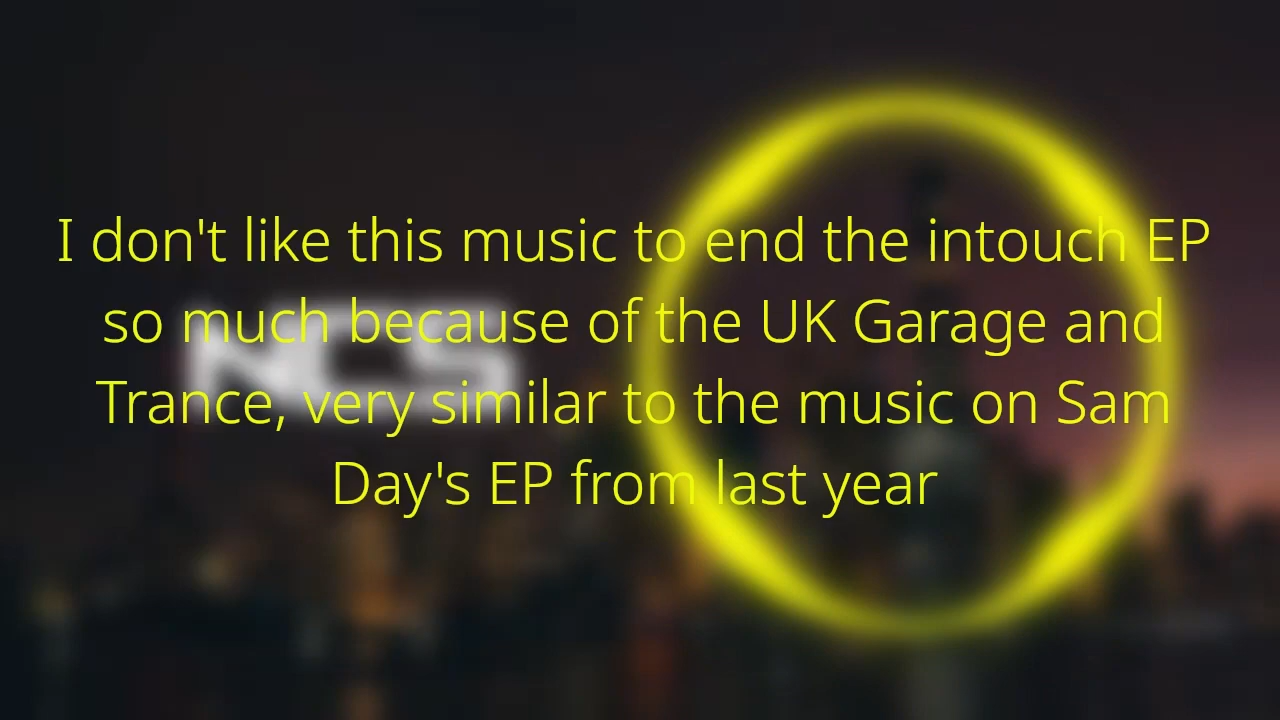 I don't like this music to end the intouch EP
so much because of the UK Garage and
Trance, very similar to the music on Sam
Day's EP from last year
NCS